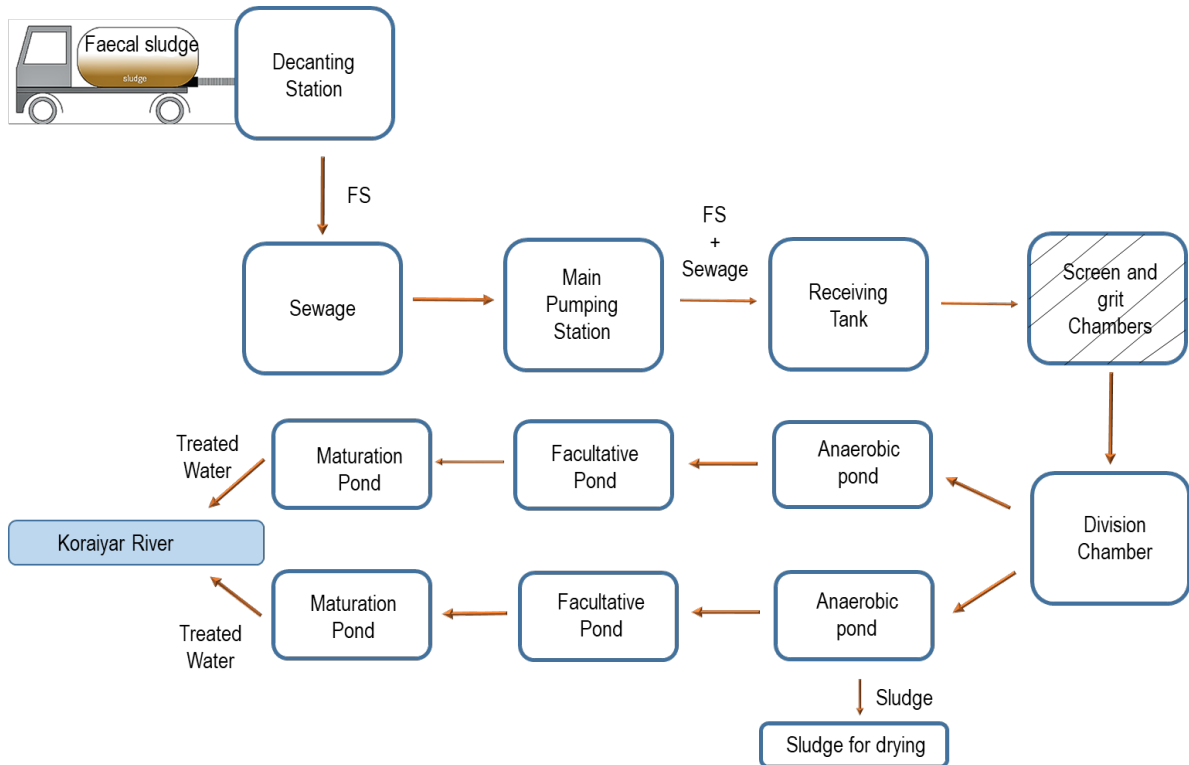 Faecal sludge
sludge
Decanting
Station
FS
Sewage
Main
Pumping
Station
FS
+
Sewage
Receiving
Tank
Screen and
grit
Chambers
Division
Chamber
Anaerobic
pond
Facultative
Pond
Maturation
Pond
Treated
Water
Koraiyar River
Anaerobic
pond
Facultative
Pond
Maturation
Pond
Treated
Water
Sludge
Sludge for drying